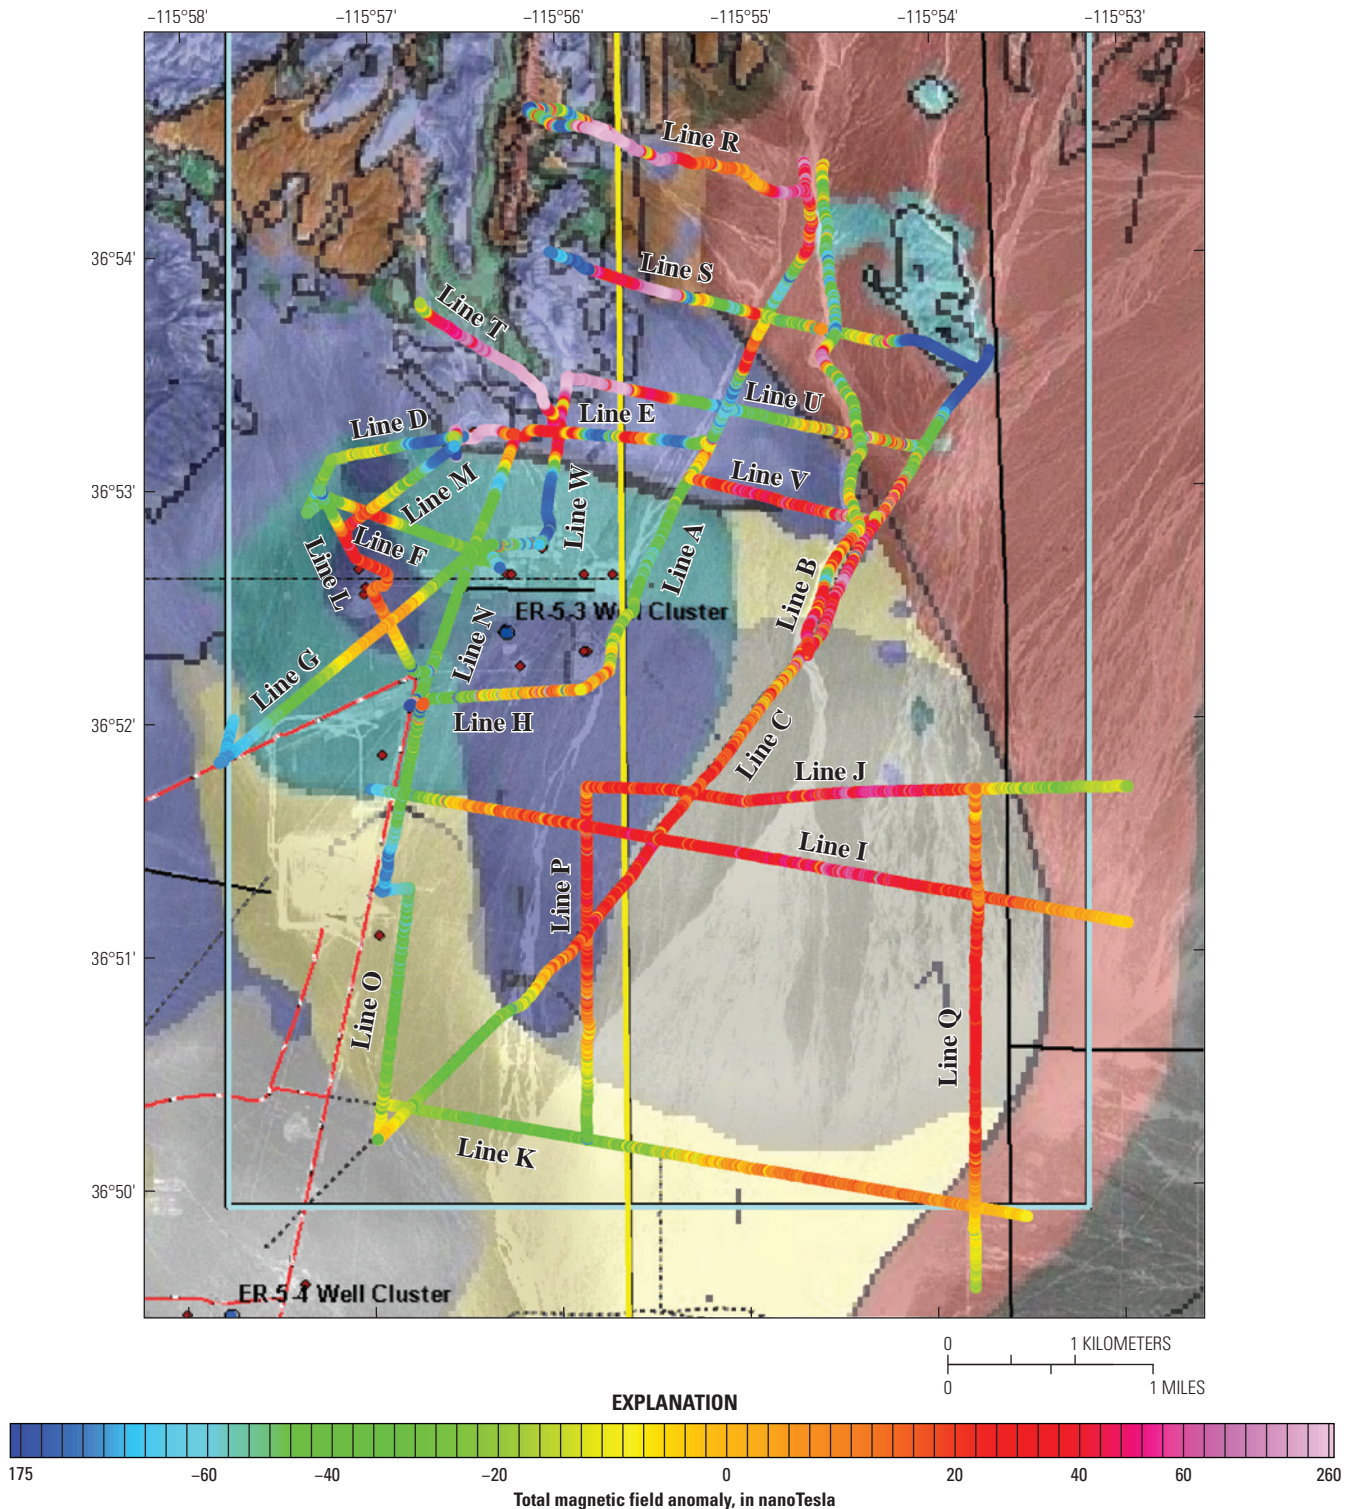 −115°58' −115°57' −115°56' −115°55' −115°54' −115°53'
Line R
36°54'
Line S
Line T
Line U
Line E
Line D
Line V
Line M
36°53'
Line W
Line F
Line A
Line L
Line B
ER-5-3 Well Cluster
Line N
Line G
Line H
36°52'
Line C
Line J
Line I
Line P
36°51'
Line O
Line Q
Line K
36°50'
ER-5-4 Well Cluster
0 1 KILOMETERS
0 1 MILES
EXPLANATION
175 −60 −40 −20 0 20 40 60 260
Total magnetic field anomaly, in nanoTesla